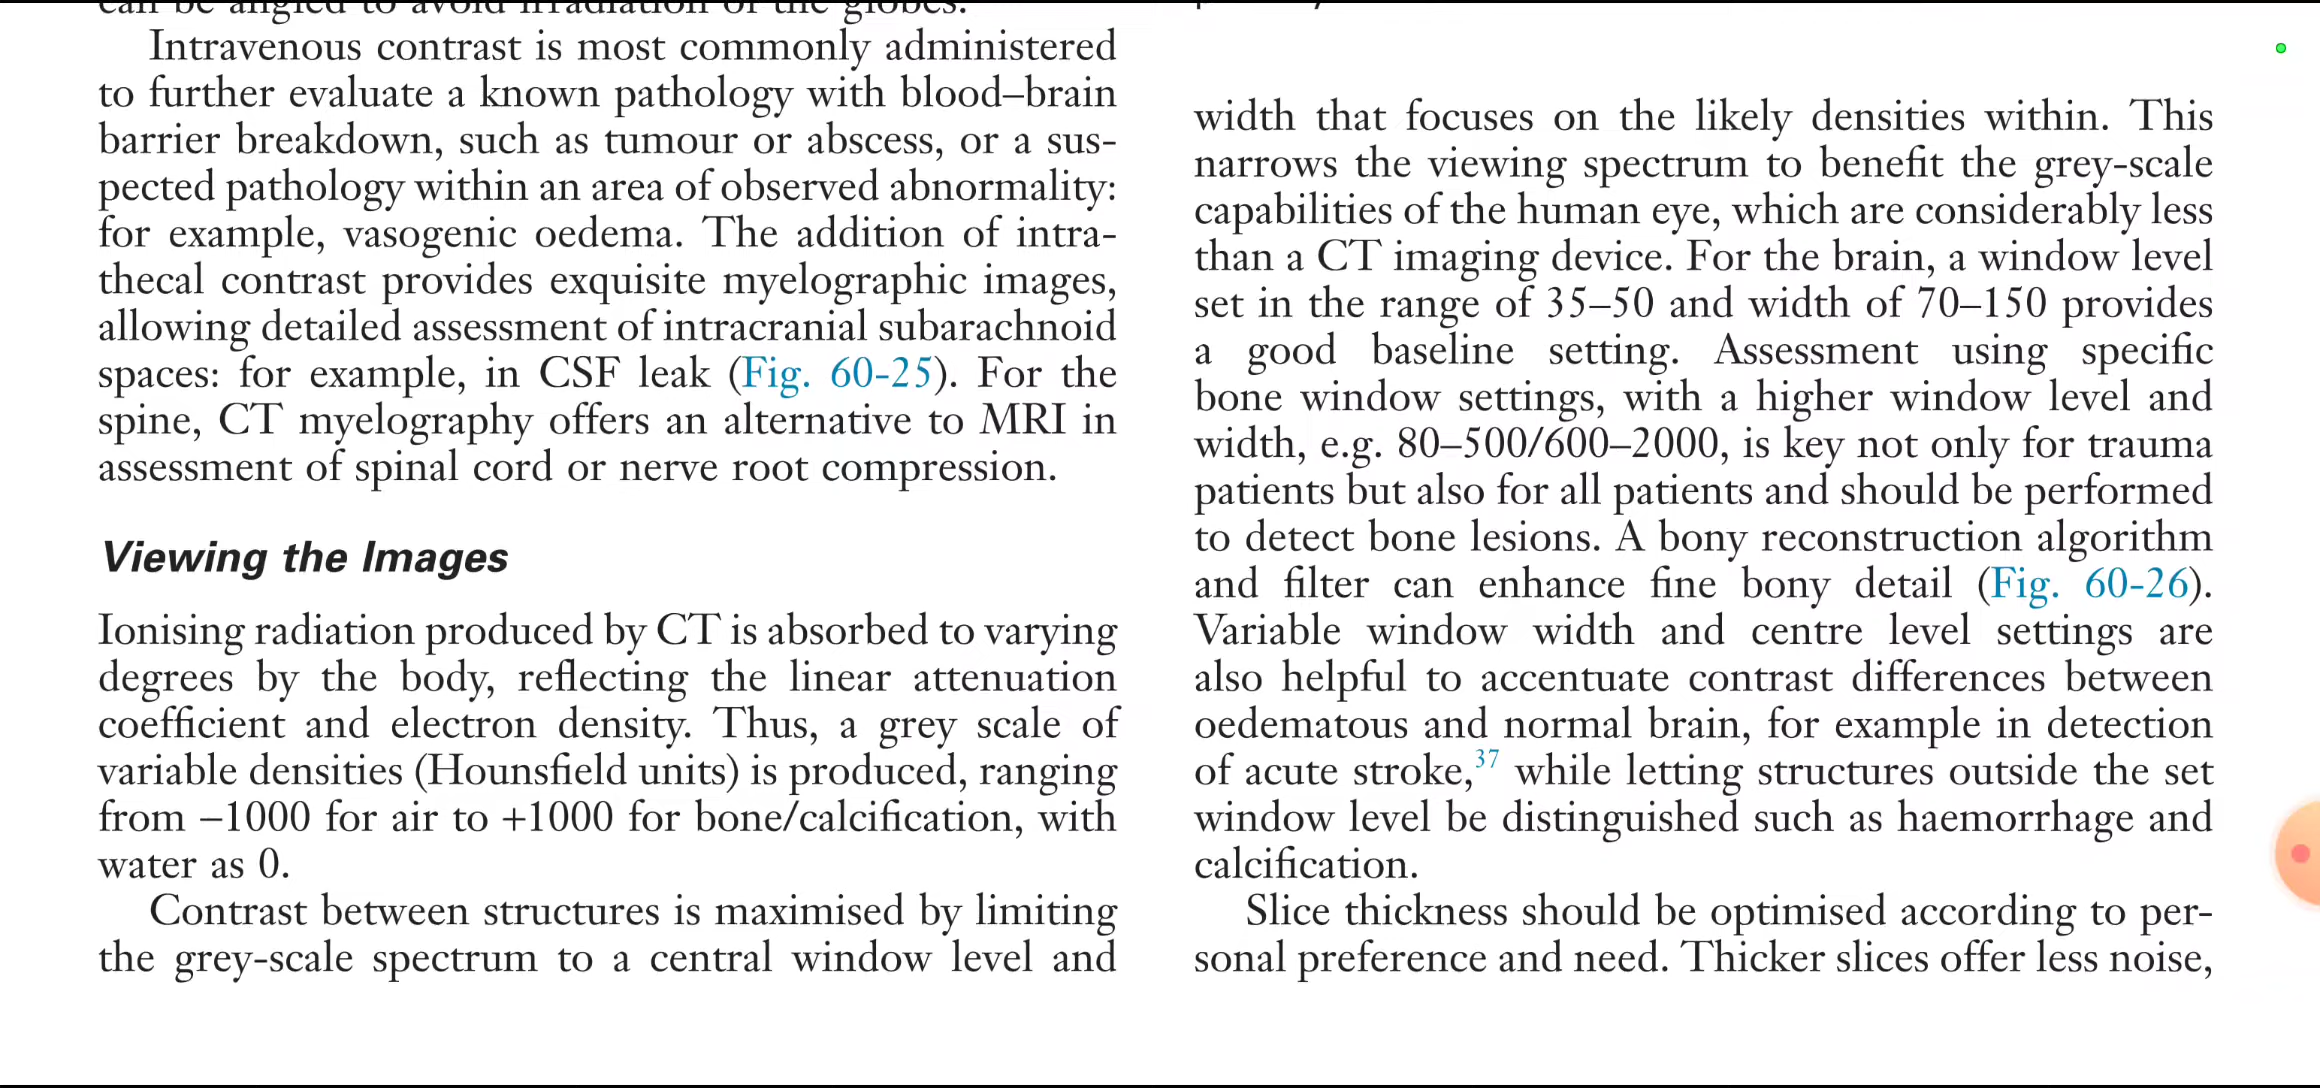 can be angled to avoid irradiation of the globes.
Intravenous contrast is most commonly administered
to further evaluate a known pathology with blood–brain
barrier breakdown, such as tumour or abscess, or a sus-
pected pathology within an area of observed abnormality:
for example, vasogenic oedema. The addition of intra-
thecal contrast provides exquisite myelographic images,
allowing detailed assessment of intracranial subarachnoid
spaces: for example, in CSF leak (Fig. 60-25). For the
spine, CT myelography offers an alternative to MRI in
assessment of spinal cord or nerve root compression.
Viewing the Images
Ionising radiation produced by CT is absorbed to varying
degrees by the body, reflecting the linear attenuation
coefficient and electron density. Thus, a grey scale of
variable densities (Hounsfield units) is produced, ranging
from −1000 for air to +1000 for bone/calcification, with
water as 0.
Contrast between structures is maximised by limiting
the grey-scale spectrum to a central window level and
width that focuses on the likely densities within. This
narrows the viewing spectrum to benefit the grey-scale
capabilities of the human eye, which are considerably less
than a CT imaging device. For the brain, a window level
set in the range of 35–50 and width of 70–150 provides
a good baseline setting. Assessment using specific
bone window settings, with a higher window level and
width, e.g. 80–500/600–2000, is key not only for trauma
patients but also for all patients and should be performed
to detect bone lesions. A bony reconstruction algorithm
and filter can enhance fine bony detail (Fig. 60-26).
Variable window width and centre level settings are
also helpful to accentuate contrast differences between
oedematous and normal brain, for example in detection
of acute stroke,37 while letting structures outside the set
window level be distinguished such as haemorrhage and
calcification.
Slice thickness should be optimised according to per-
sonal preference and need. Thicker slices offer less noise,